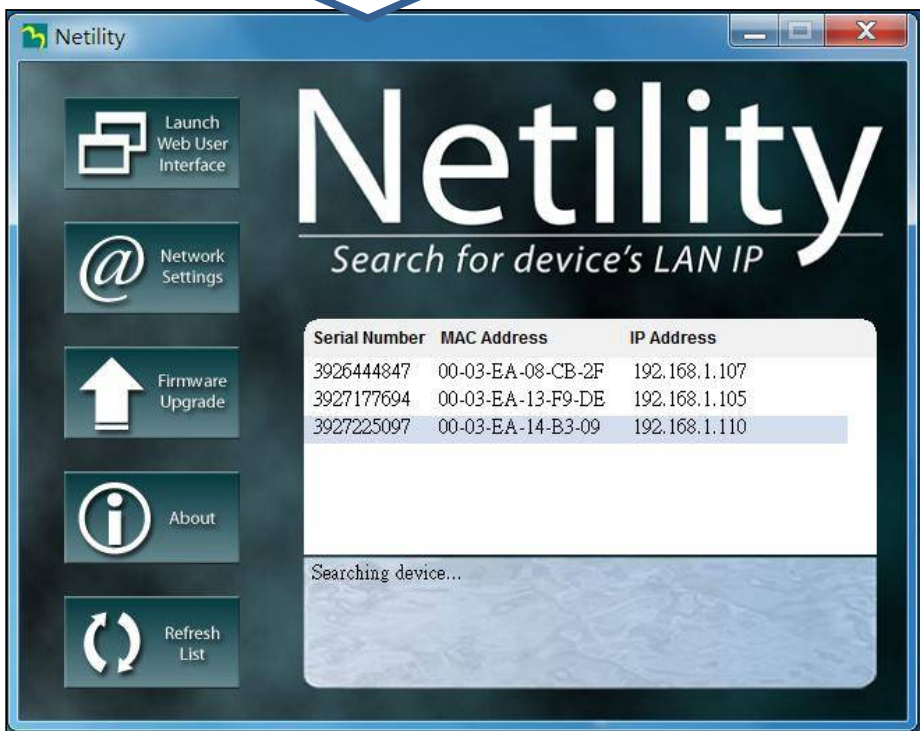 Netility
Launch
Web User
Interface
Network
Settings
Firmware
Upgrade
About
Refresh
List
Netility
Search for device's LAN IP
Serial Number MAC Address IP Address
3926444847 00-03-EA-08-CB-2F 192.168.1.107
3927177694 00-03-EA-13-F9-DE 192.168.1.105
3927225097 00-03-EA-14-B3-09 192.168.1.110
Searching device...